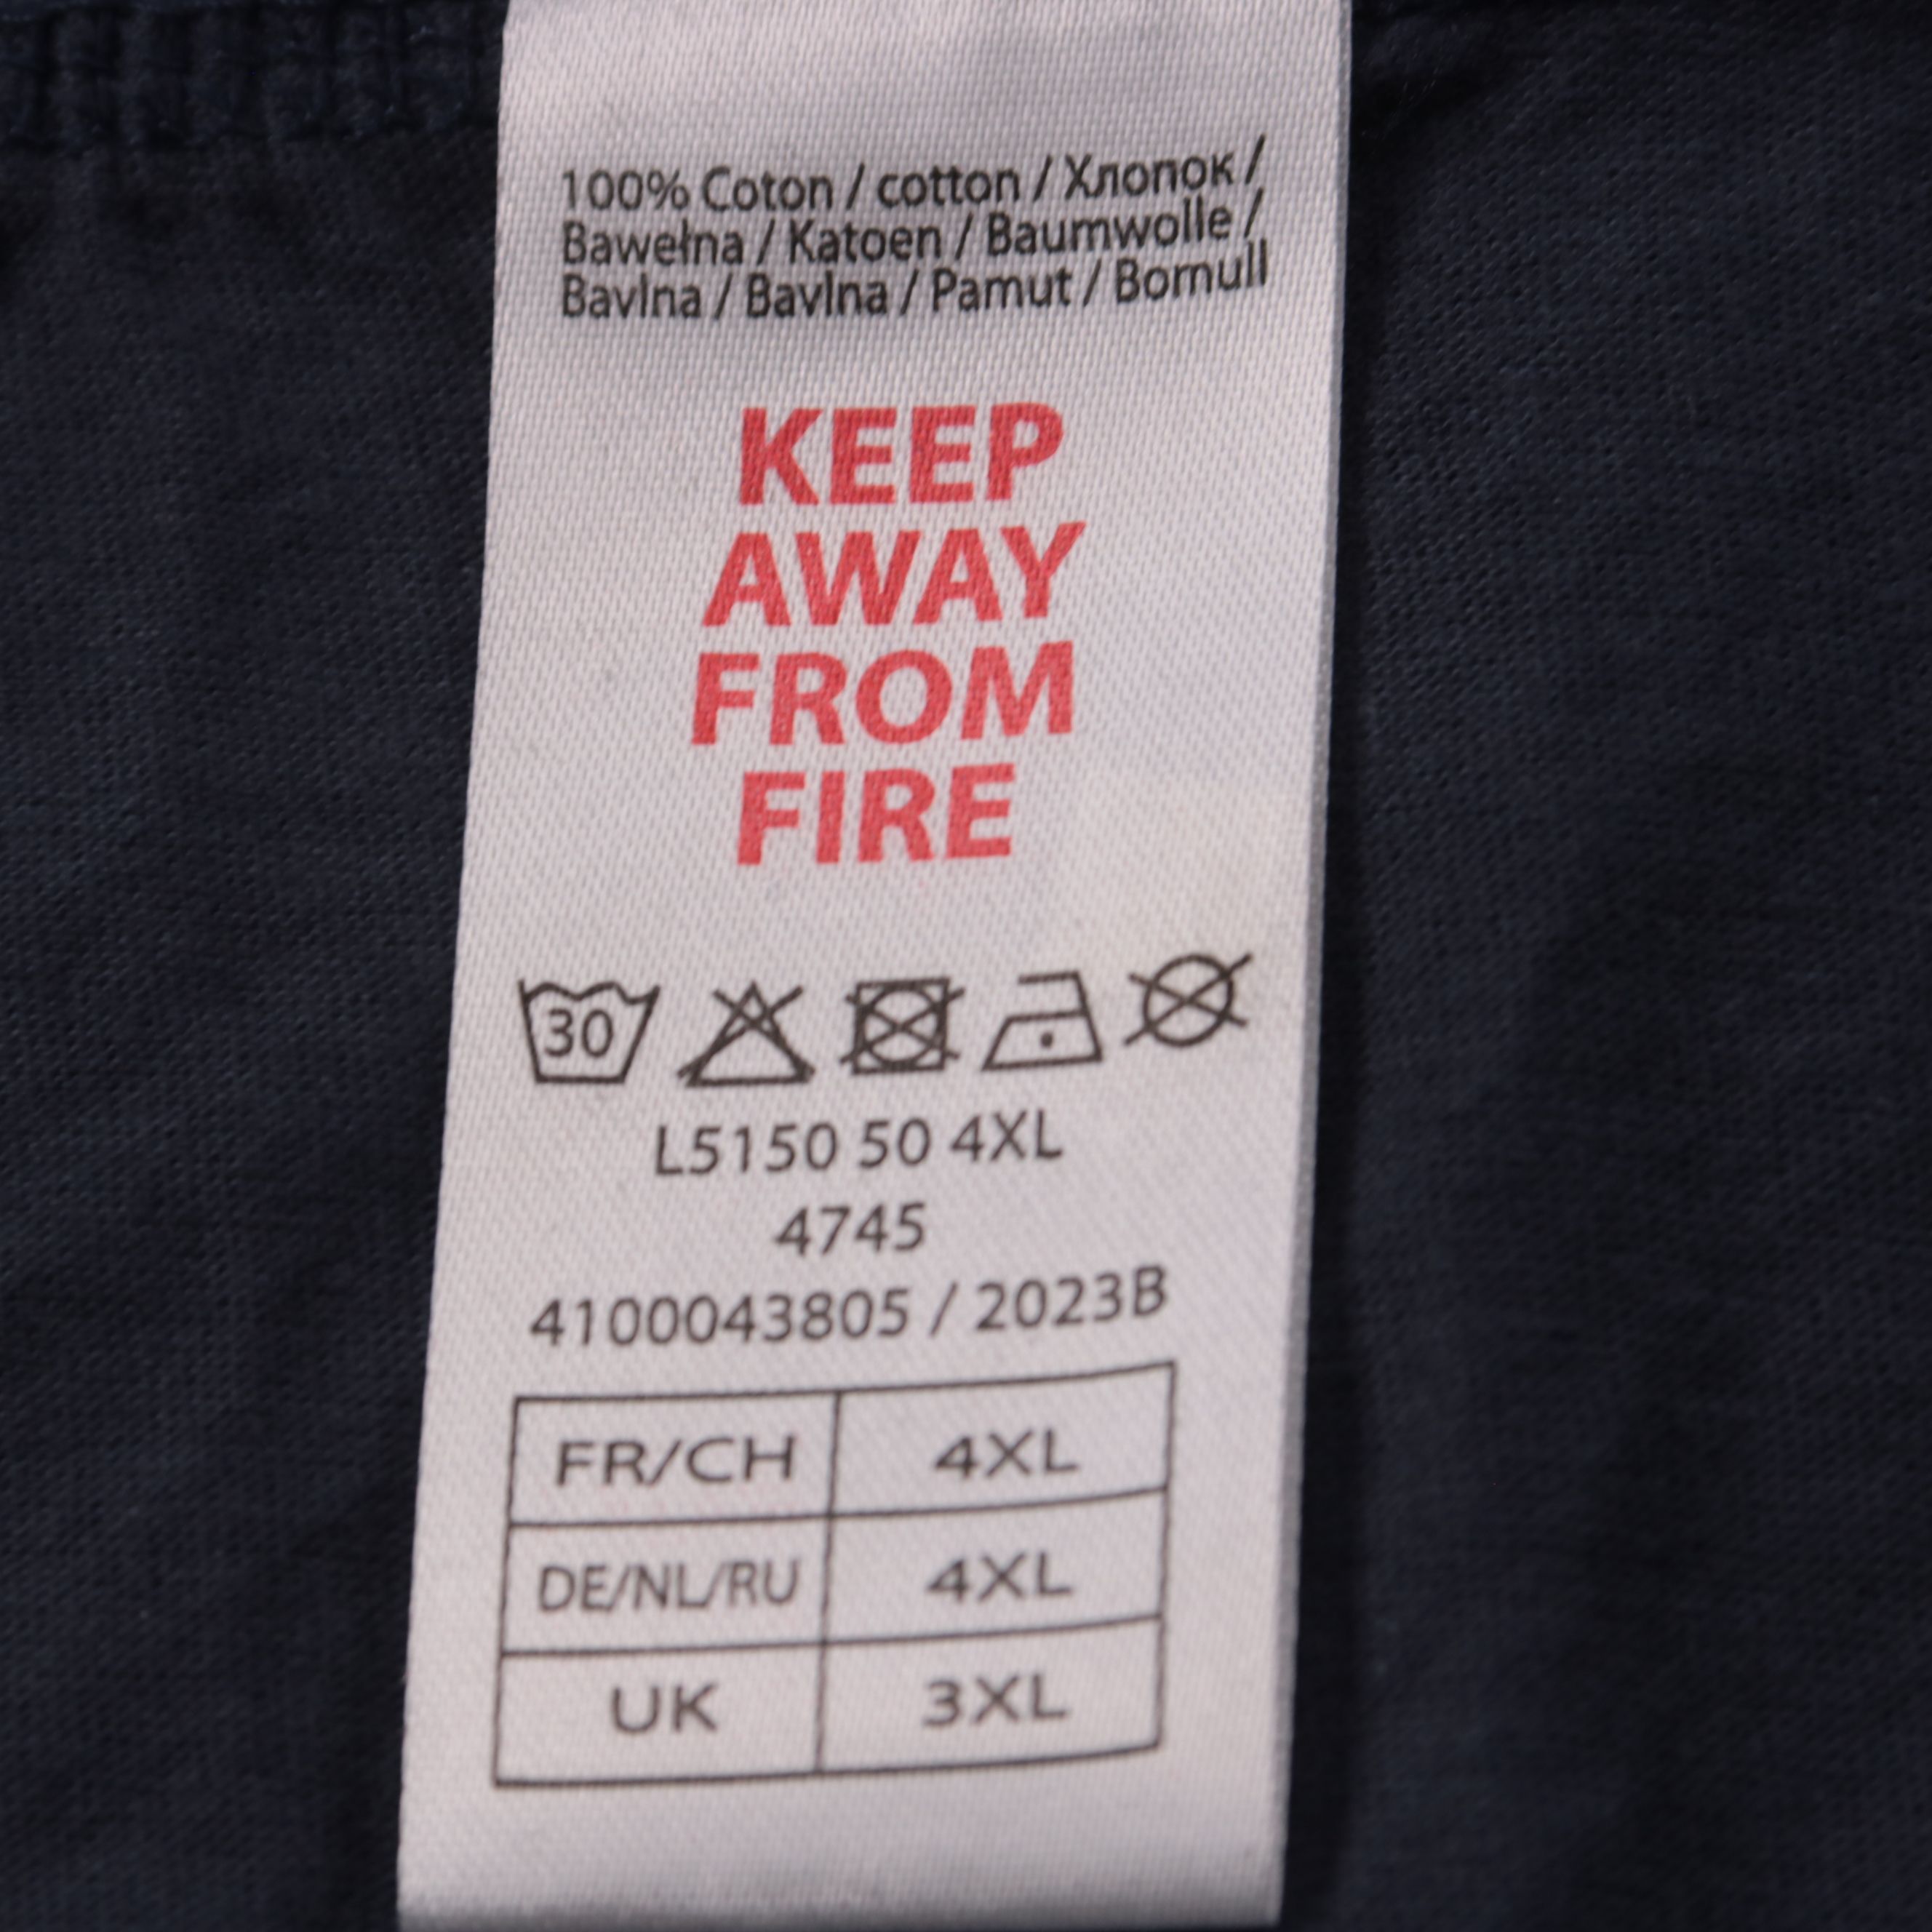 100% Coton / cotton / Хлопок /
Bawełna / Katoen / Baumwolle /
Bavlna / Bavlna / Pamut / Bornull
KEEP
AWAY
FROM
FIRE
30
L5150 50 4XL
4745
4100043805 / 2023B
FR/CH 4XL
DE/NL/RU 4XL
UK 3XL